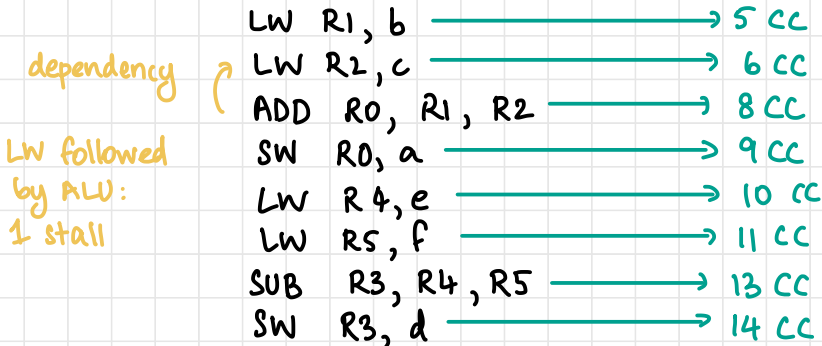 LW R1, b → 5 CC
dependency
LW R2, c → 6 CC
ADD R0, R1, R2 → 8 CC
LW followed
SW R0, a → 9 CC
by ALU:
LW R4, e → 10 CC
1 stall
LW R5, f → 11 CC
SUB R3, R4, R5 → 13 CC
SW R3, d → 14 CC